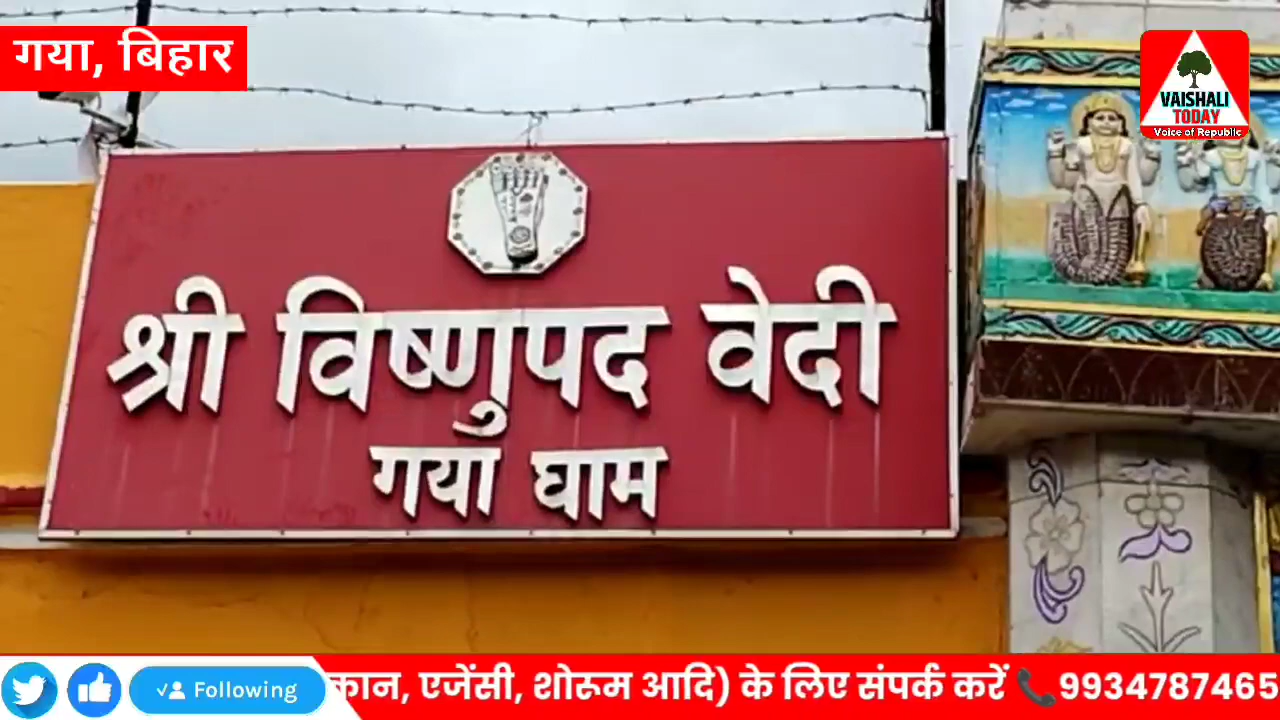 गया, बिहार
VAISHALI
TODAY
Voice of Republic
श्री विष्णुपद वेदी
गया धाम
Following
कान, एजेंसी, शोरूम आदि) के लिए संपर्क करें 9934787465